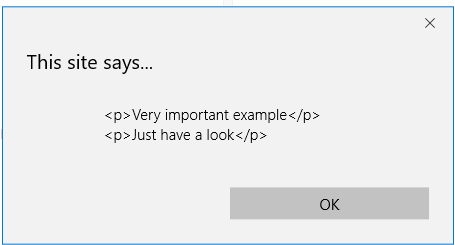 This site says...
<p>Very important example</p>
<p>Just have a look</p>
OK